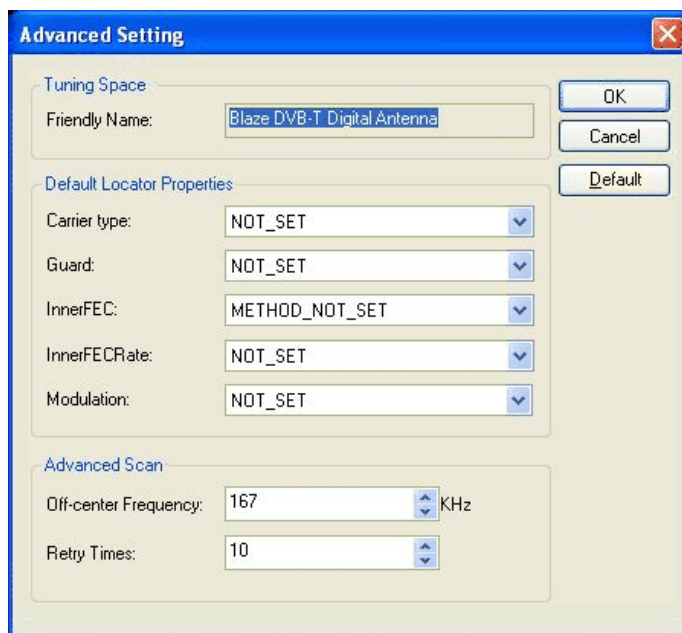 Advanced Setting
Tuning Space
Friendly Name: Blaze DVB-T Digital Antenna
OK
Cancel
Default
Default Locator Properties
Carrier type: NOT_SET
Guard: NOT_SET
InnerFEC: METHOD_NOT_SET
InnerFECRate: NOT_SET
Modulation: NOT_SET
Advanced Scan
Off-center Frequency: 167 KHz
Retry Times: 10